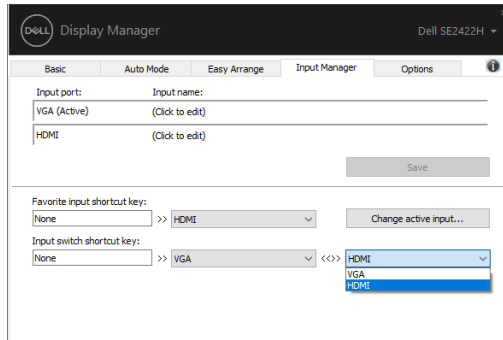 DELL Display Manager
Dell SE2422H
Basic Auto Mode Easy Arrange Input Manager Options
Input port: Input name:
VGA (Active) (Click to edit)
HDMI (Click to edit)
Save
Favorite input shortcut key:
None >> HDMI Change active input...
Input switch shortcut key:
None >> VGA <<>> HDMI
VGA
HDMI